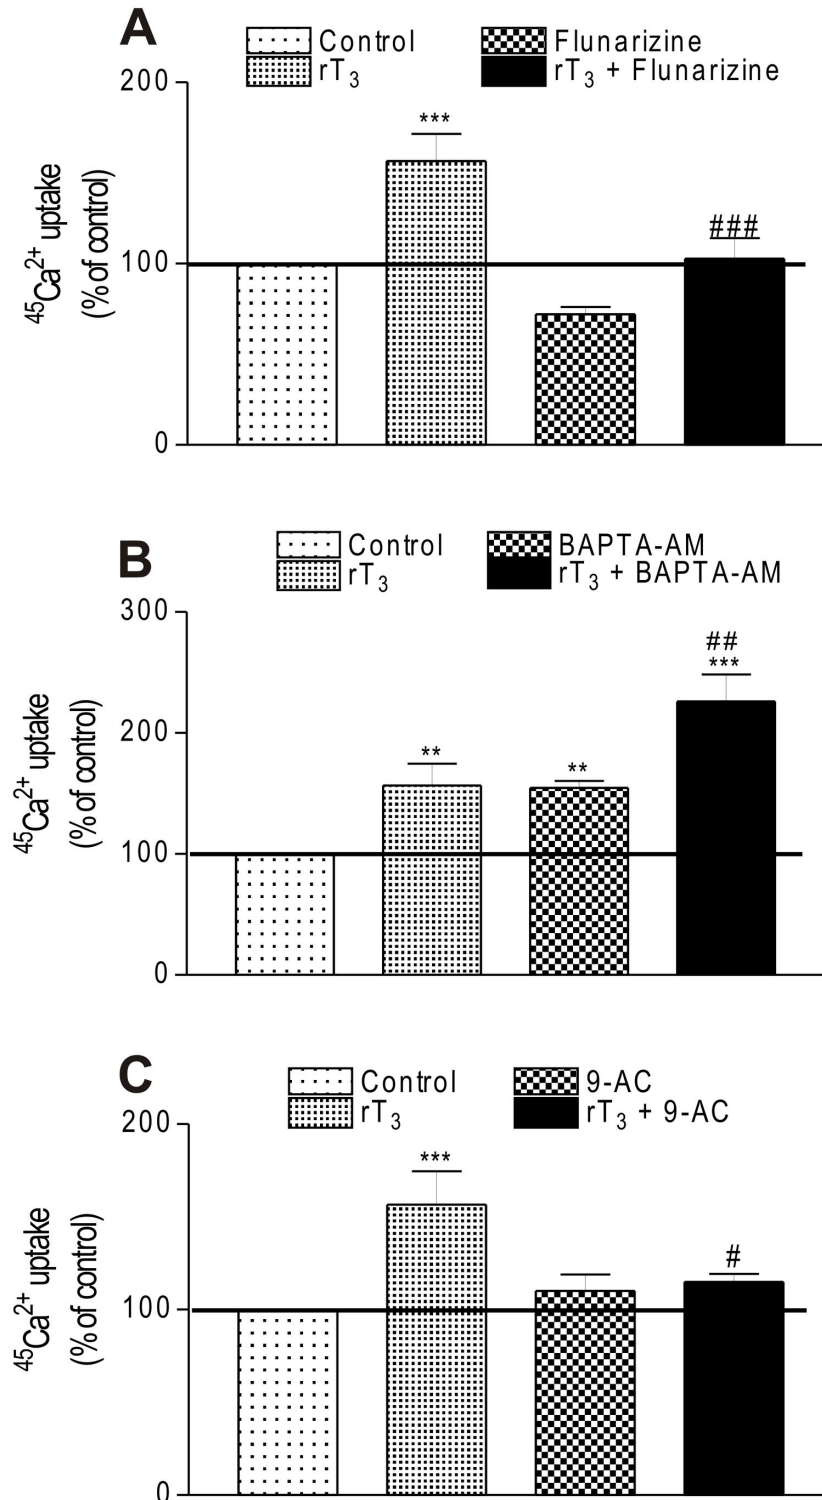 A
Control
Flunarizine
rT₃
rT₃ + Flunarizine
200
***
⁴⁵Ca²⁺ uptake
(% of control)
###
100
0
B
Control
BAPTA-AM
rT₃
rT₃ + BAPTA-AM
300
##
***
⁴⁵Ca²⁺ uptake
(% of control)
200
**
**
100
0
C
Control
9-AC
rT₃
rT₃ + 9-AC
200
***
⁴⁵Ca²⁺ uptake
(% of control)
#
100
0